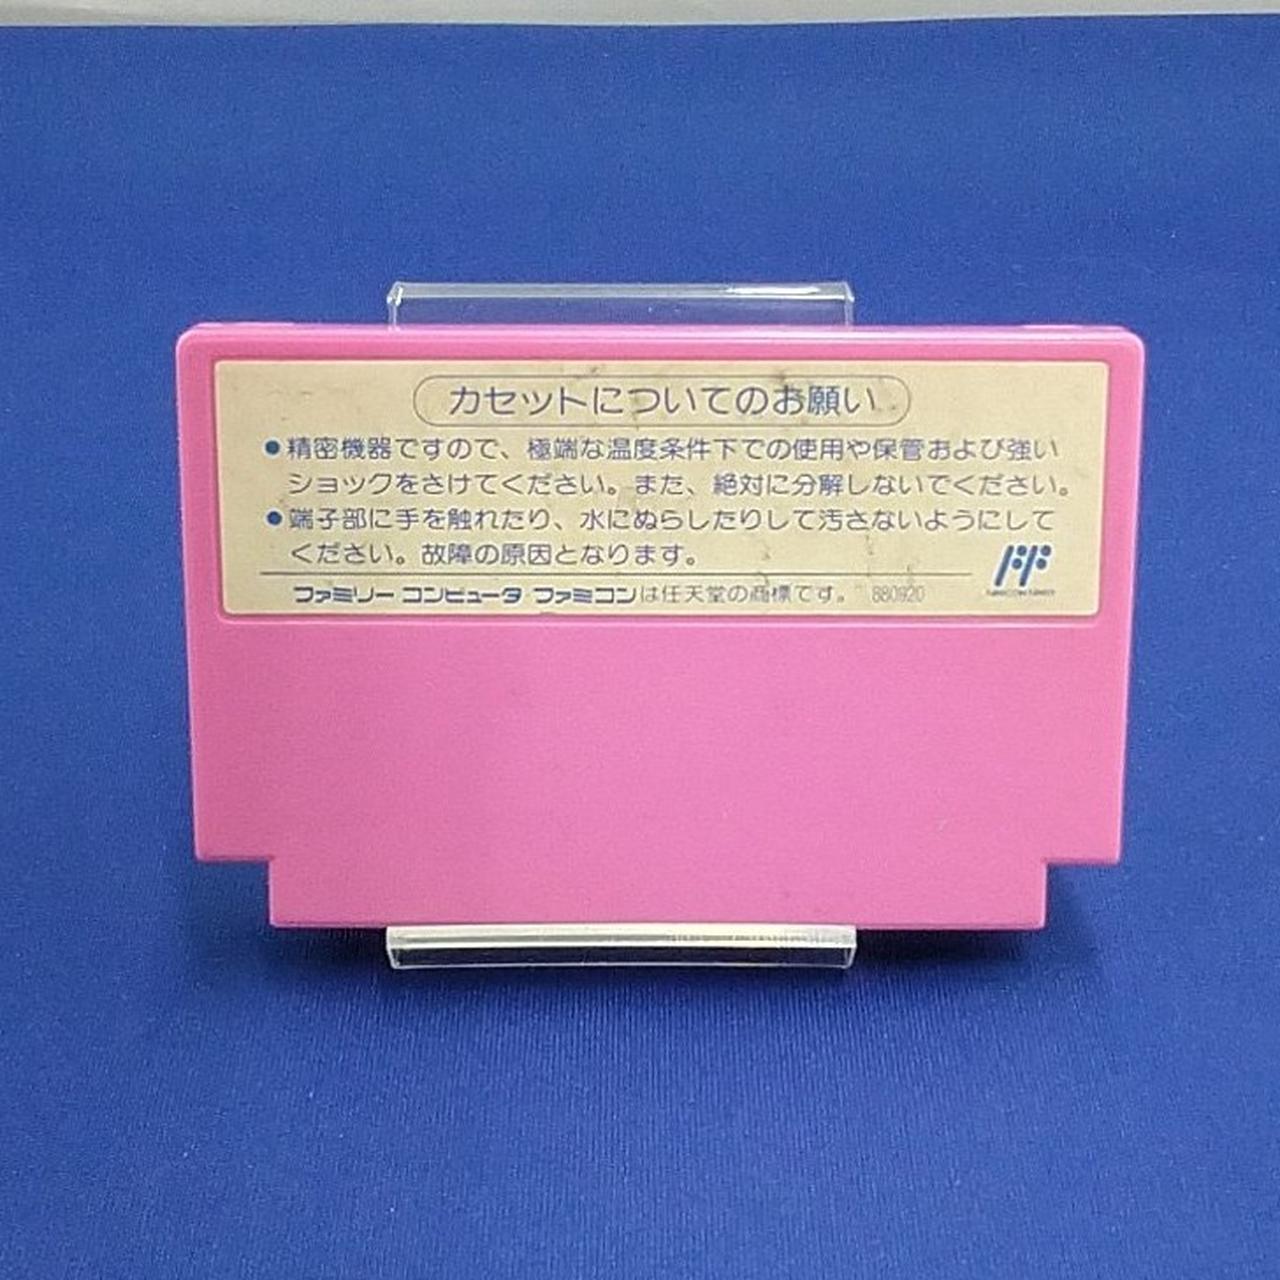 カセットについてのお願い
●精密機器ですので、極端な温度条件下での使用や保管および強い
ショックをさけてください。また、絶対に分解しないでください。
●端子部に手を触れたり、水にぬらしたりして汚さないようにして
ください。故障の原因となります。
ファミリー コンピュータ ファミコンは任天堂の商標です。 880920